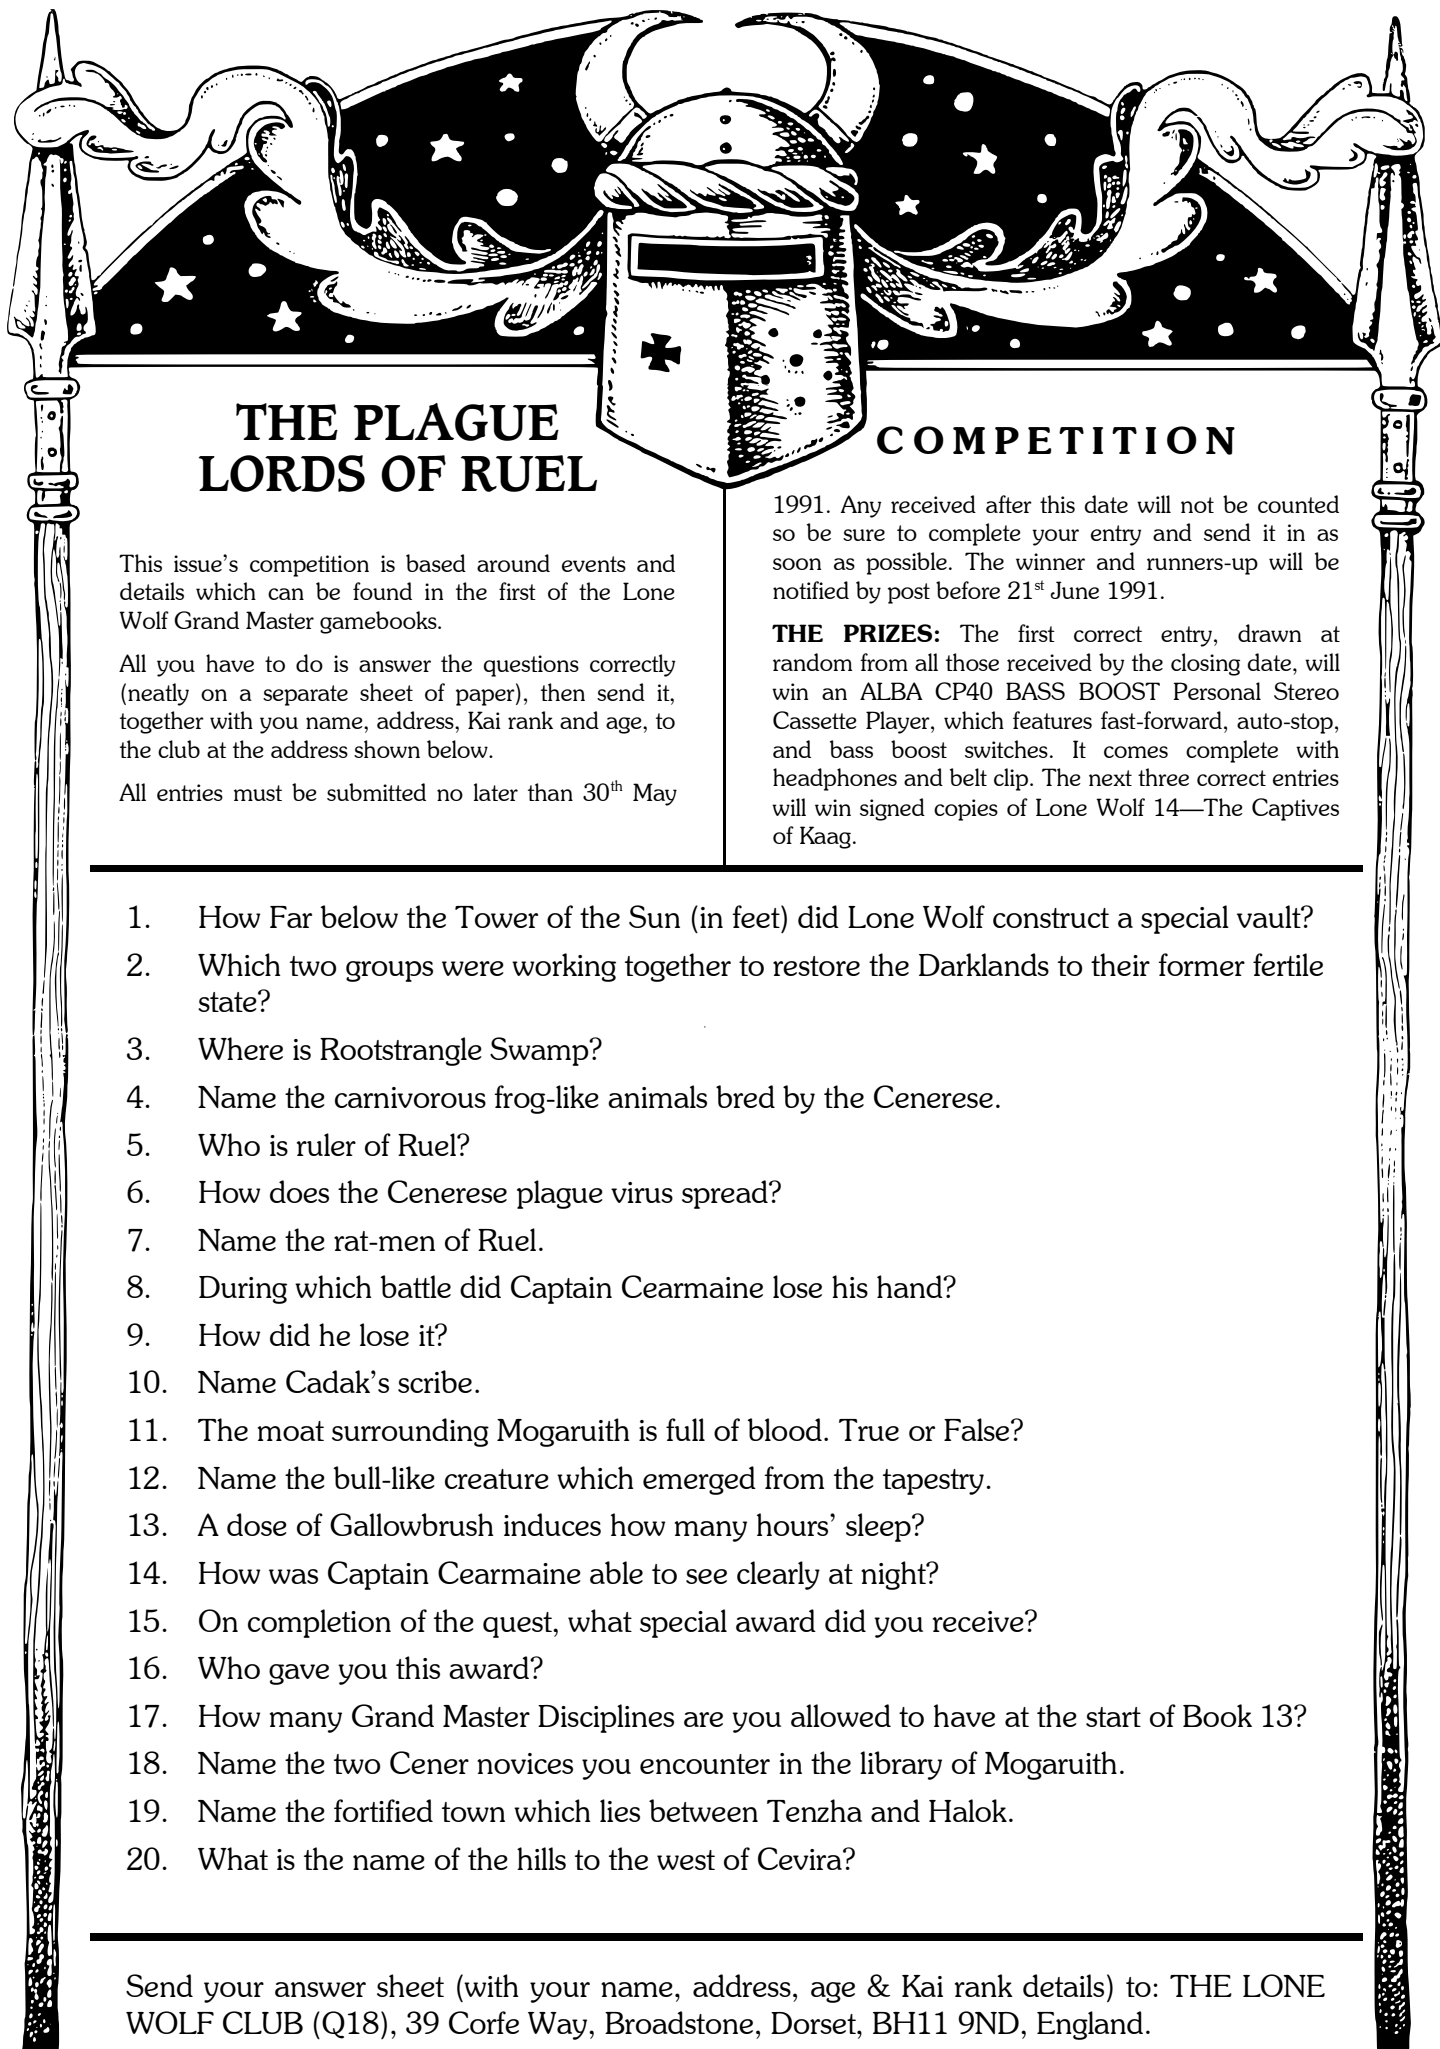 THE PLAGUE
LORDS OF RUEL
This issue’s competition is based around events and
details which can be found in the first of the Lone
Wolf Grand Master gamebooks.
All you have to do is answer the questions correctly
(neatly on a separate sheet of paper), then send it,
together with you name, address, Kai rank and age, to
the club at the address shown below.
All entries must be submitted no later than 30th May
COMPETITION
1991. Any received after this date will not be counted
so be sure to complete your entry and send it in as
soon as possible. The winner and runners-up will be
notified by post before 21st June 1991.
THE PRIZES: The first correct entry, drawn at
random from all those received by the closing date, will
win an ALBA CP40 BASS BOOST Personal Stereo
Cassette Player, which features fast-forward, auto-stop,
and bass boost switches. It comes complete with
headphones and belt clip. The next three correct entries
will win signed copies of Lone Wolf 14—The Captives
of Kaag.
1. How Far below the Tower of the Sun (in feet) did Lone Wolf construct a special vault?
2. Which two groups were working together to restore the Darklands to their former fertile
state?
3. Where is Rootstrangle Swamp?
4. Name the carnivorous frog-like animals bred by the Cenerese.
5. Who is ruler of Ruel?
6. How does the Cenerese plague virus spread?
7. Name the rat-men of Ruel.
8. During which battle did Captain Cearmaine lose his hand?
9. How did he lose it?
10. Name Cadak’s scribe.
11. The moat surrounding Mogaruith is full of blood. True or False?
12. Name the bull-like creature which emerged from the tapestry.
13. A dose of Gallowbrush induces how many hours’ sleep?
14. How was Captain Cearmaine able to see clearly at night?
15. On completion of the quest, what special award did you receive?
16. Who gave you this award?
17. How many Grand Master Disciplines are you allowed to have at the start of Book 13?
18. Name the two Cener novices you encounter in the library of Mogaruith.
19. Name the fortified town which lies between Tenzha and Halok.
20. What is the name of the hills to the west of Cevira?
Send your answer sheet (with your name, address, age & Kai rank details) to: THE LONE
WOLF CLUB (Q18), 39 Corfe Way, Broadstone, Dorset, BH11 9ND, England.